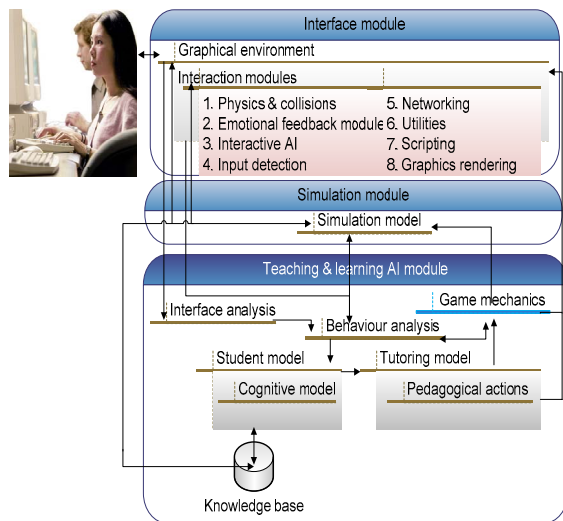 Interface module
Graphical environment
Interaction modules
1. Physics & collisions
2. Emotional feedback module
3. Interactive AI
4. Input detection
5. Networking
6. Utilities
7. Scripting
8. Graphics rendering
Simulation module
Simulation model
Teaching & learning AI module
Game mechanics
Interface analysis
Behaviour analysis
Student model
Tutoring model
Cognitive model
Pedagogical actions
Knowledge base